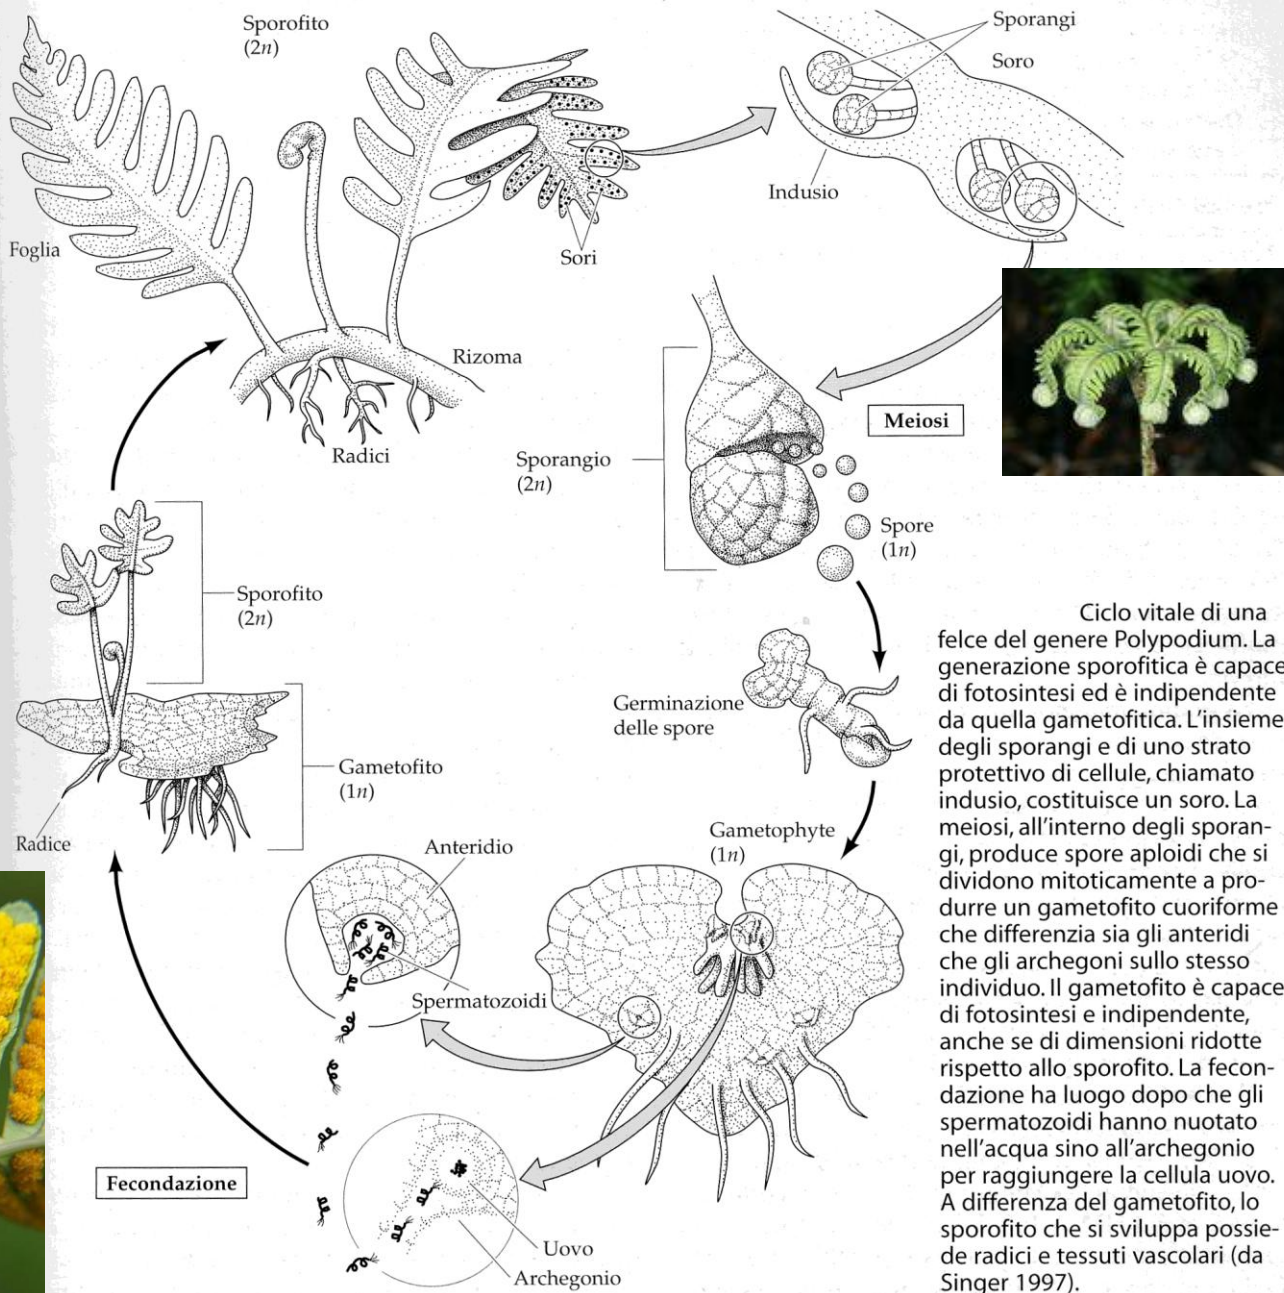 Sporofito
(2n)
Sporangi
Soro
Indusio
Foglia
Sori
Rizoma
Radici
Meiosi
Sporangio
(2n)
Spore
(1n)
Sporofito
(2n)
Germinazione
delle spore
Gametofito
(1n)
Radice
Gametophyte
(1n)
Anteridio
Spermatozoidi
Fecondazione
Uovo
Archegonio
Ciclo vitale di una
felce del genere Polypodium. La
generazione sporofitica è capace
di fotosintesi ed è indipendente
da quella gametofitica. L'insieme
degli sporangi e di uno strato
protettivo di cellule, chiamato
indusio, costituisce un soro. La
meiosi, all'interno degli sporan-
gi, produce spore aploidi che si
dividono mitoticamente a pro-
durre un gametofito cuoriforme
che differenzia sia gli anteridi
che gli archegoni sullo stesso
individuo. Il gametofito è capace
di fotosintesi e indipendente,
anche se di dimensioni ridotte
rispetto allo sporofito. La fecon-
dazione ha luogo dopo che gli
spermatozoidi hanno nuotato
nell'acqua sino all'archegonio
per raggiungere la cellula uovo.
A differenza del gametofito, lo
sporofito che si sviluppa possie-
de radici e tessuti vascolari (da
Singer 1997).